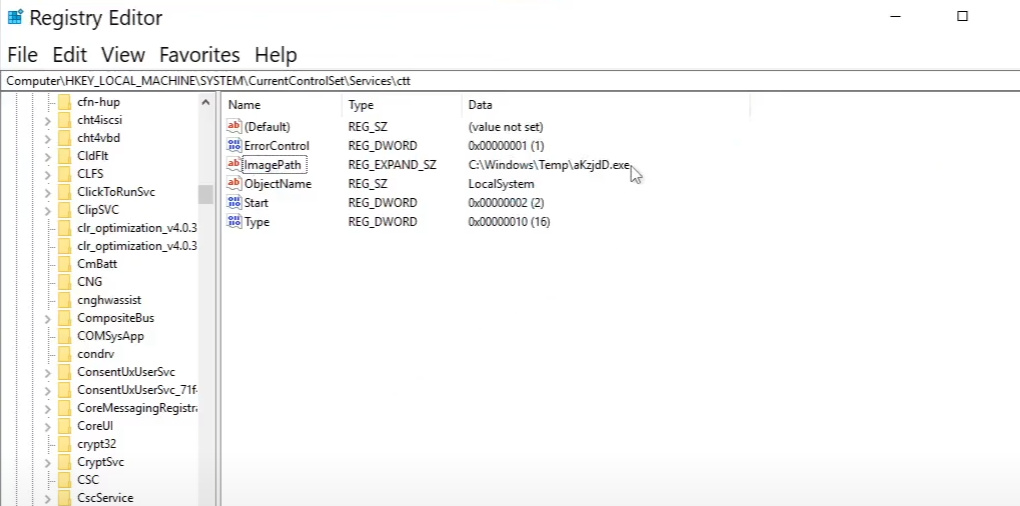 Registry Editor
File Edit View Favorites Help
Computer\HKEY_LOCAL_MACHINE\SYSTEM\CurrentControlSet\Services\ctt
cfn-hup
cht4iscsi
cht4vbd
CldFlt
CLFS
ClickToRunSvc
ClipSVC
clr_optimization_v4.0.3
clr_optimization_v4.0.3
CmBatt
CNG
cnghwassist
CompositeBus
COMSysApp
condrv
ConsentUxUserSvc
ConsentUxUserSvc_71f
CoreMessagingRegistra
CoreUI
crypt32
CryptSvc
CSC
CscService
Name Type Data
(Default) REG_SZ (value not set)
ErrorControl REG_DWORD 0x00000001 (1)
ImagePath REG_EXPAND_SZ C:\Windows\Temp\aKzjdD.exe
ObjectName REG_SZ LocalSystem
Start REG_DWORD 0x00000002 (2)
Type REG_DWORD 0x00000010 (16)